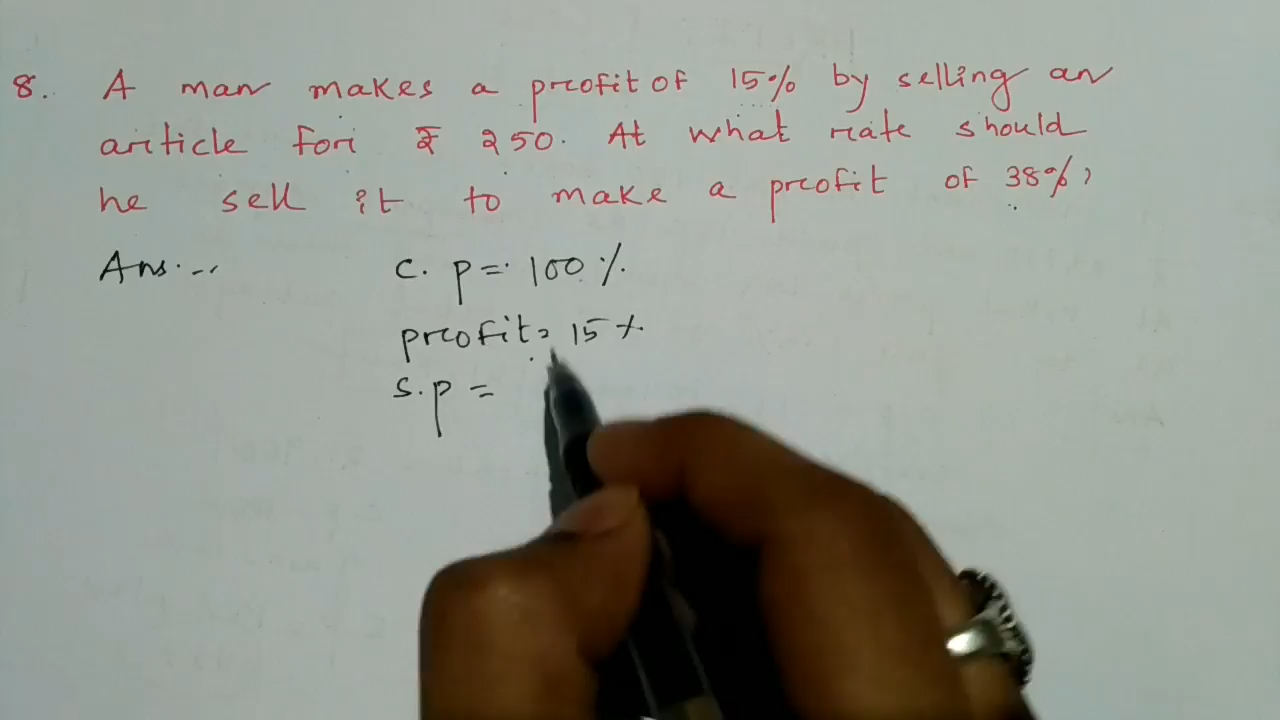 8. A man makes a profit of 15% by selling an
article for ₹ 250. At what rate should
he sell it to make a profit of 38%?
Ans:-
C.P = 100%
profit = 15%
S.P =